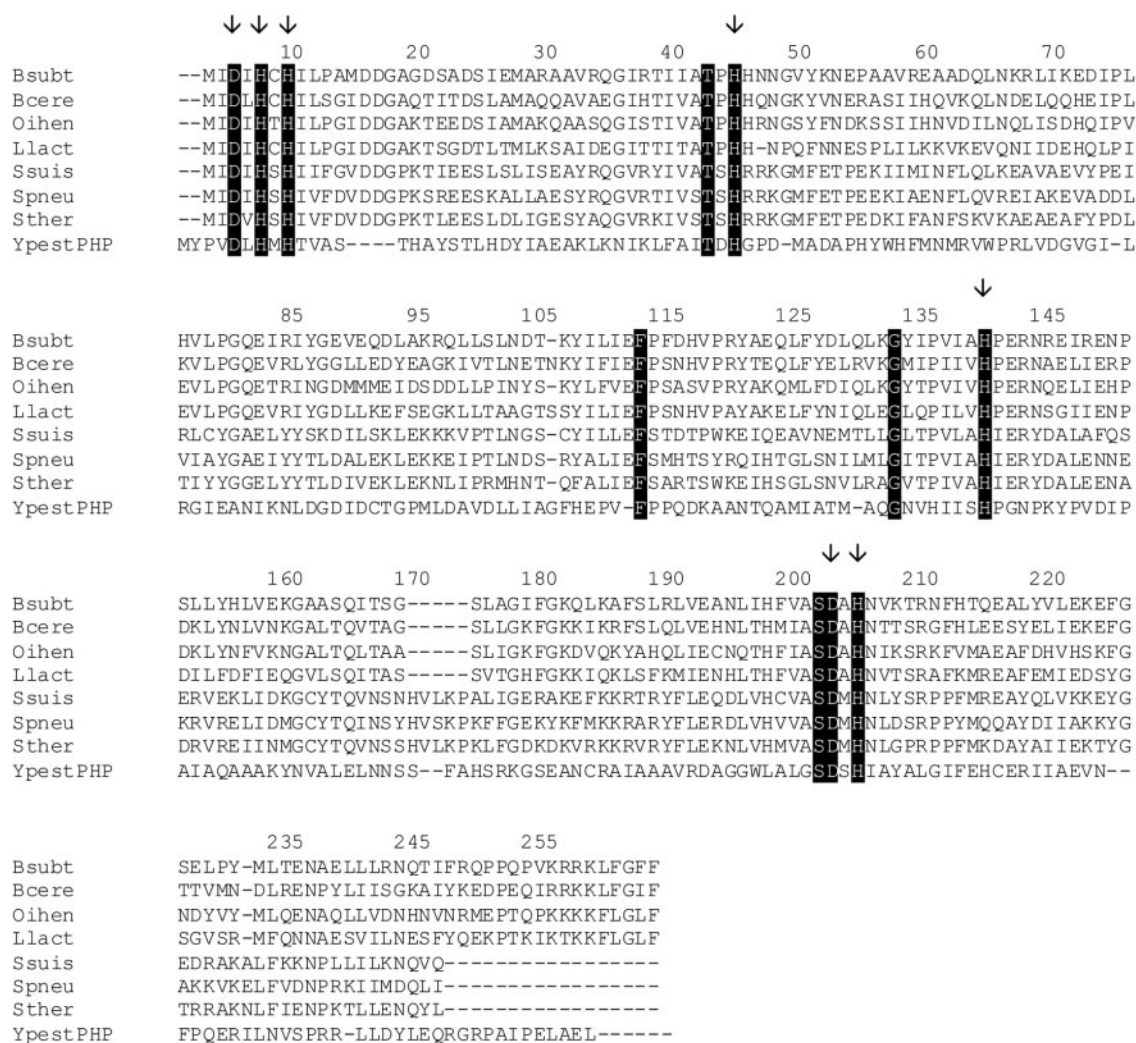 ↓ ↓ ↓ ↓
10 20 30 40 50 60 70
Bsubt --MIDIHCHILPAMDDGAGDSADSIEMARAAVRQGIRTIIATPHHNNGVYKNEPAAVREAADQLNKRLIKEDIPL
Bcere --MIDLHCHILSGIDDGAQTITDSLAMAQQAVAEGIHTIVATPHHQNGKYVNERASIIHQVKQLNDELQQHEIPL
Oihen --MIDIHTHILPGIDDGAKTEEDSIAMAKQAASQGISTIVATPHHRNGSYFNDKSSIIHNVDILNQLISDHQIPV
Llact --MIDIHCHILPGIDDGAKTSGDTLTMLKSAIDEGITTITATPHH-NPQFNNESPLILKKVKEVQNIIDEHQLPI
Ssuis --MIDIHSHIVFDVDDGPKTIEESLSLISEAYRQGVRYIVATSHRRKGMFETPEKIIMINFLQLKEAVAEVYPEI
Spneu --MIDIHSHIVFDVDDGPKSREESKALLAESYRQGVRTIVSTSHRRKGMFETPEEKIAENFLQVREIAKEVADDL
Sther --MIDVHSHIVFDVDDGPKTLEESLDLIGESYAQGVRKIVSTSHRRKGMFETPEDKIFANFSKVKAEAEAFYPDL
YpestPHP MYPVDLHMHTVAS----THAYSTLHDYIAEAKLKNIKLFAITDHGPD-MADAPHYWHFMNMRVWPRLVDGVGI-L
↓
85 95 105 115 125 135 145
Bsubt HVLPGQEIRIYGEVEQDLAKRQLLSLNDT-KYILIEFPFDHVPRYAEQLFYDLQLKGYIPVIAHPERNREIRENP
Bcere KVLPGQEVRLYGGLLEDYEAGKIVTLNETNKYIFIEFPSNHVPRYTEQLFYELRVKGMIPIIVHPERNAELIERP
Oihen EVLPGQETRINGDMMMEIDSDDLLPINYS-KYLFVEFPSASVPRYAKQMLFDIQLKGYTPVIVHPERNQELIEHP
Llact EVLPGQEVRIYGDLLKEFSEGKLLTAAGTSSYILIEFPSNHVPAYAKELFYNIQLEGLQPILVHPERNSGIIENP
Ssuis RLCYGAELYYSKDILSKLEKKKVPTLNGS-CYILLEFSTDTPWKEIQEAVNEMTLLGLTPVLAHIERYDALAFQS
Spneu VIAYGAEIYYTLDALEKLEKKEIPTLNDS-RYALIEFSMHTSYRQIHTGLSNILMLGITPVIAHIERYDALENNE
Sther TIYYGGELYYTLDIVEKLEKNLIPRMHNT-QFALIEFSARTSWKEIHSGLSNVLRAGVTPIVAHIERYDALEENA
YpestPHP RGIEANIKNLDGDIDCTGPMLDAVDLLIAGFHEPV-FPPQDKAANTQAMIATM-AQGNVHIISHPGNPKYPVDIP
↓ ↓
160 170 180 190 200 210 220
Bsubt SLLYHLVEKGAASQITSG-----SLAGIFGKQLKAFSLRLVEANLIHFVASDAHNVKTRNFHTQEALYVLEKEFG
Bcere DKLYNLVNKGALTQVTAG-----SLLGKFGKKIKRFSLQLVEHNLTHMIASDAHNTTSRGFHLEESYELIEKEFG
Oihen DKLYNFVKNGALTQLTAA-----SLIGKFGKDVQKYAHQLIECNQTHFIASDAHNIKSRKFVMAEAFDHVHSKFG
Llact DILFDFIEQGVLSQITAS-----SVTGHFGKKIQKLSFKMIENHLTHFVASDAHNVTSRAFKMREAFEMIEDSYG
Ssuis ERVEKLIDKGCYTQVNSNHVLKPALIGERAKEFKKRTRYFLEQDLVHCVASDMHNLYSRPPFMREAYQLVKKEYG
Spneu KRVRELIDMGCYTQINSYHVSKPKFFGEKYKFMKKRARYFLERDLVHVVASDMHNLDSRPPYMQQAYDIIAKKYG
Sther DRVREIINMGCYTQVNSSHVLKPKLFGDKDKVRKKRVRYFLEKNLVHMVASDMHNLGPRPPFMKDAYAIIEKTYG
YpestPHP AIAQAAAKYNVALELNNSS--FAHSRKGSEANCRAIAAAVRDAGGWLALGSDSHIAYALGIFEHCERIIAEVN--
235 245 255
Bsubt SELPY-MLTENAELLLRNQTIFRQPPQPVKRRKLFGFF
Bcere TTVMN-DLRENPYLIISGKAIYKEDPEQIRRKKLFGIF
Oihen NDYVY-MLQENAQLLVDNHNVNRMEPTQPKKKKFLGLF
Llact SGVSR-MFQNNAESVILNESFYQEKPTKIKTKKFLGLF
Ssuis EDRAKALFKKNPLLILKNQVQ-----------------
Spneu AKKVKELFVDNPRKIIMDQLI-----------------
Sther TRRAKNLFIENPKTLLENQYL-----------------
YpestPHP FPQERILNVSPRR-LLDYLEQRGRPAIPELAEL------